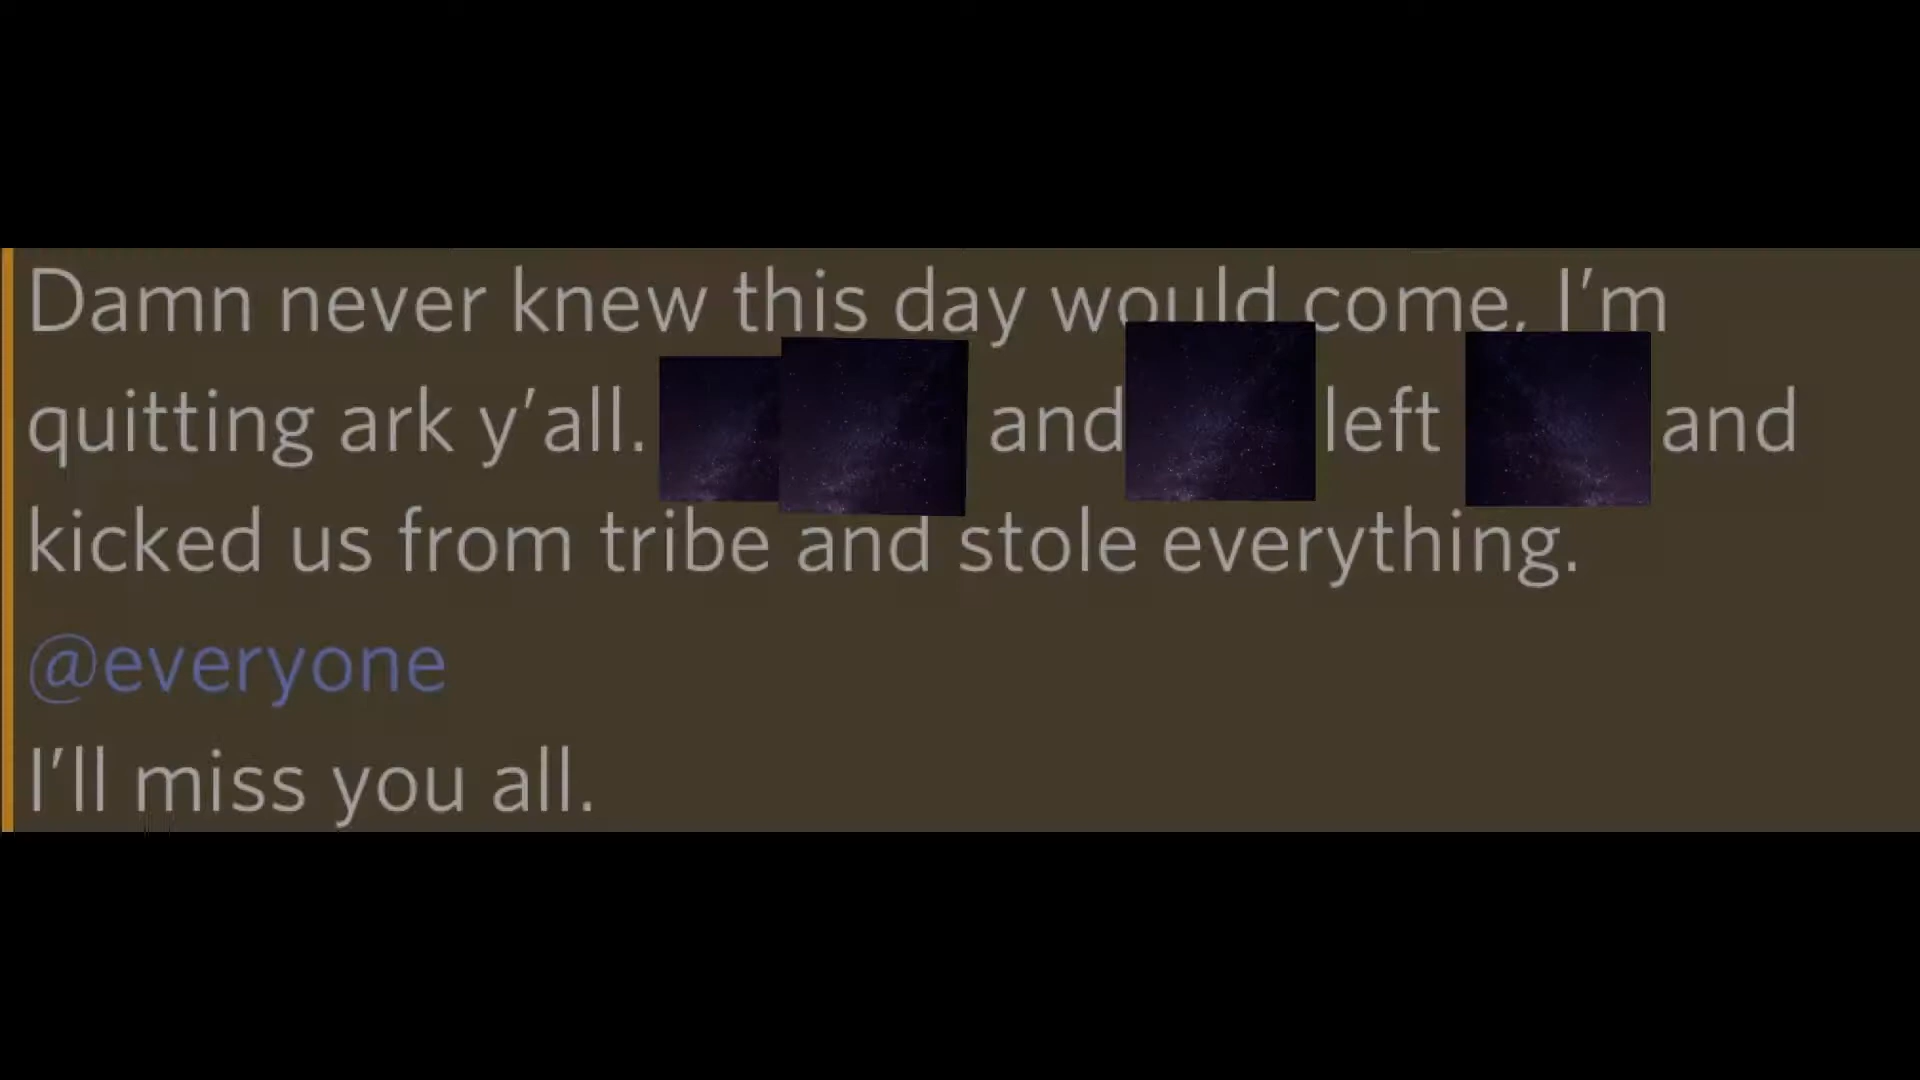 Damn never knew this day would come, I'm
quitting ark y'all. and left and
kicked us from tribe and stole everything.
@everyone
I'll miss you all.